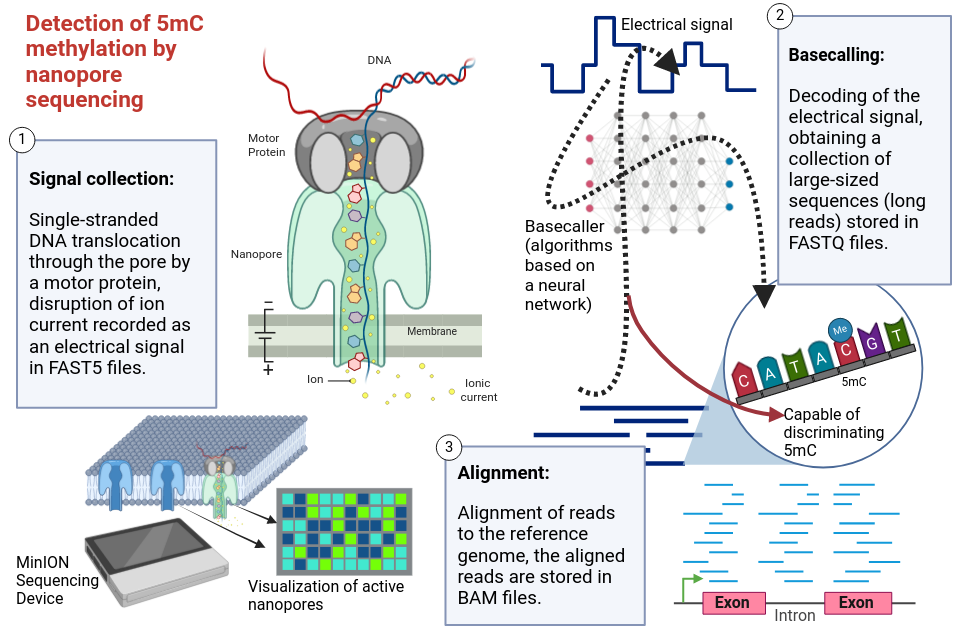 Detection of 5mC
methylation by
nanopore
sequencing
1
Signal collection:
Single-stranded
DNA translocation
through the pore by
a motor protein,
disruption of ion
current recorded as
an electrical signal
in FAST5 files.
DNA
Motor
Protein
Nanopore
Membrane
Ion
Ionic
current
MinION
Sequencing
Device
Visualization of active
nanopores
Electrical signal
Basecaller
(algorithms
based on
a neural
network)
2
Basecalling:
Decoding of the
electrical signal,
obtaining a
collection of
large-sized
sequences (long
reads) stored in
FASTQ files.
C A T A C G T
Me
5mC
Capable of
discriminating
5mC
3
Alignment:
Alignment of reads
to the reference
genome, the aligned
reads are stored in
BAM files.
Exon
Intron
Exon